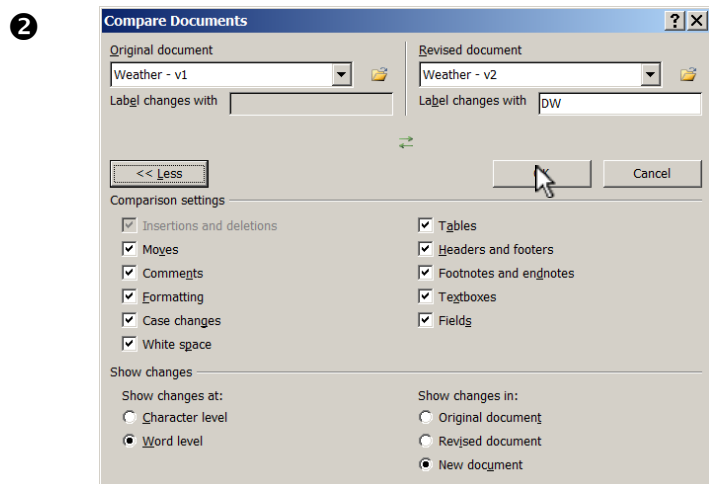 ❷
Compare Documents ? X
Original document Revised document
Weather - v1 Weather - v2
Label changes with Label changes with DW
<< Less Cancel
Comparison settings
Insertions and deletions Tables
Moves Headers and footers
Comments Footnotes and endnotes
Formatting Textboxes
Case changes Fields
White space
Show changes
Show changes at: Show changes in:
Character level Original document
Word level Revised document
New document